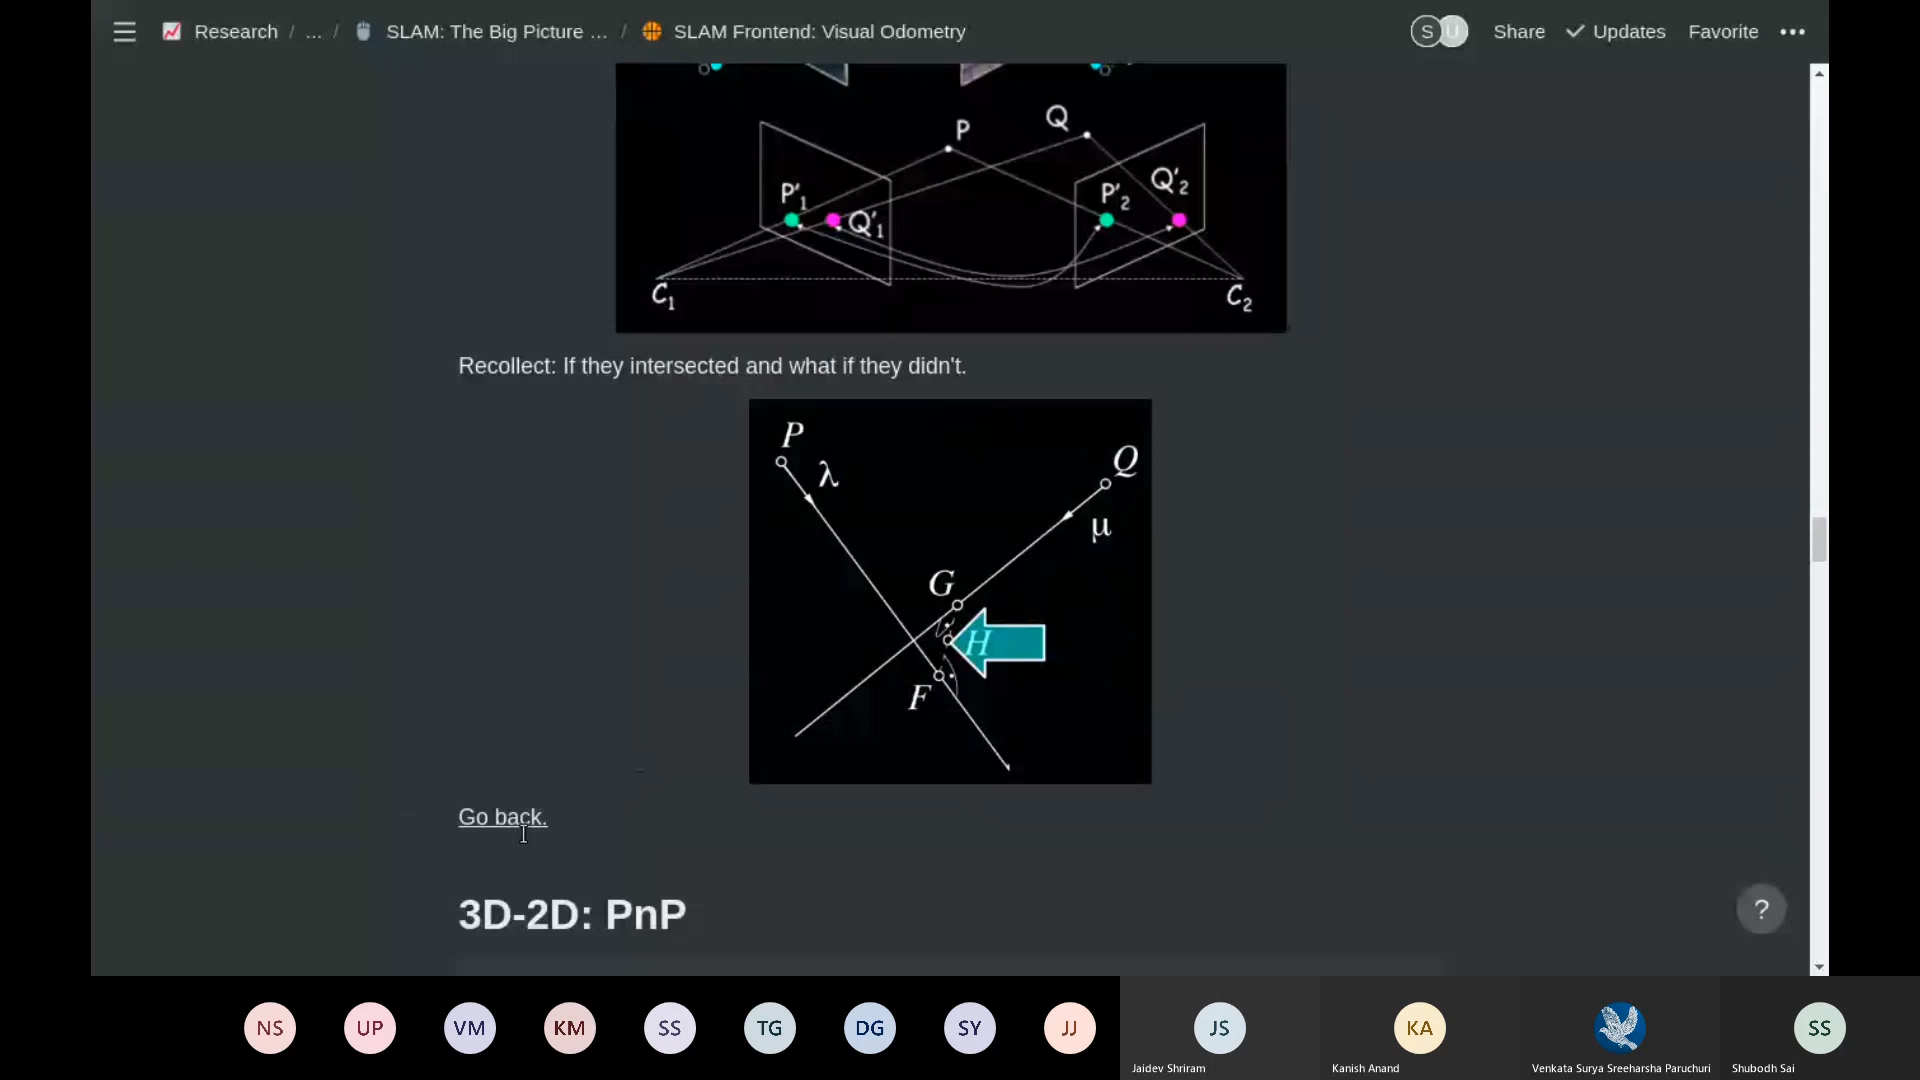 Research / ... / SLAM: The Big Picture ... / SLAM Frontend: Visual Odometry
S U Share Updates Favorite •••
P Q
P'1 Q'1 P'2 Q'2
C1 C2
Recollect: If they intersected and what if they didn't.
P Q
λ μ
G
H
F
Go back.
3D-2D: PnP
?
NS UP VM KM SS TG DG SY JJ JS KA SS
Jaidev Shriram Kanish Anand Venkata Surya Sreeharsha Paruchuri Shubodh Sai